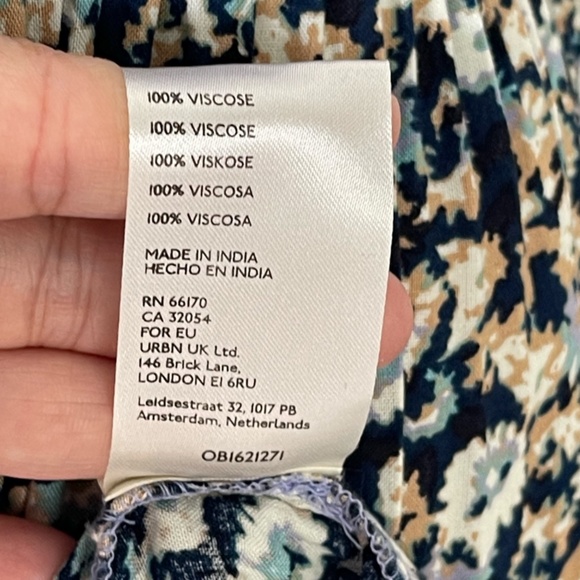 100% VISCOSE
100% VISCOSE
100% VISKOSE
100% VISCOSA
100% VISCOSA
MADE IN INDIA
HECHO EN INDIA
RN 66170
CA 32054
FOR EU
URBN UK Ltd.
146 Brick Lane,
LONDON E1 6RU
Leidsestraat 32, 1017 PB
Amsterdam, Netherlands
OB1621271